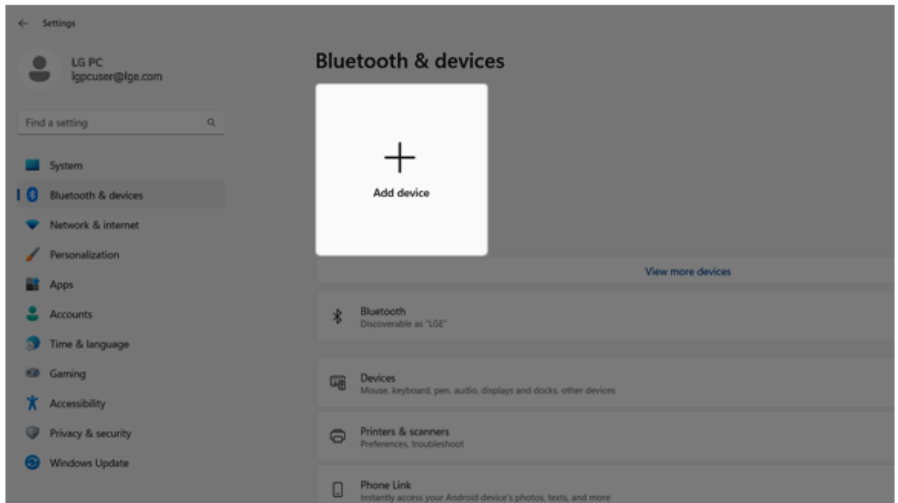 Settings
LG PC
lgpcuser@lge.com
Find a setting
System
Bluetooth & devices
Network & internet
Personalization
Apps
Accounts
Time & language
Gaming
Accessibility
Privacy & security
Windows Update
Bluetooth & devices
Add device
View more devices
Bluetooth
Discoverable as "LGE"
Devices
Mouse, keyboard, pen, audio, displays and docks, other devices
Printers & scanners
Preferences, troubleshoot
Phone Link
Instantly access your Android device's photos, texts, and more